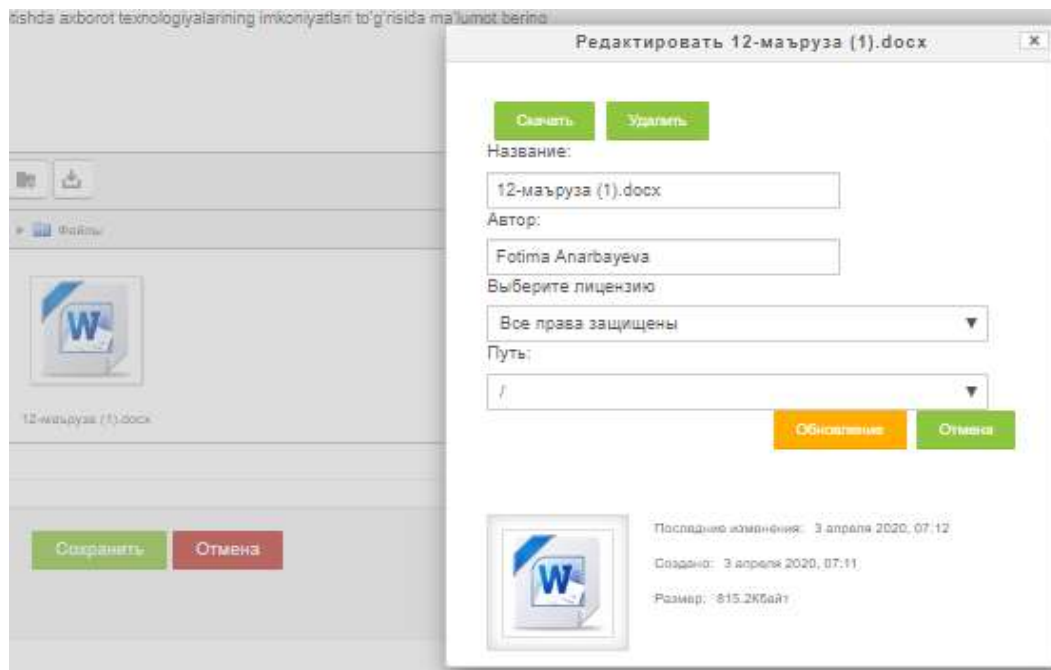 tishda axborot texnologiyalarining imkoniyatlari to'g'risida ma'lumot bering
Редактировать 12-маъруза (1).docx
Скачать Удалить
Название:
12-маъруза (1).docx
Автор:
Fotima Anarbayeva
Выберите лицензию
Все права защищены
Путь:
/
Обновление Отмена
Файлы
12-маъруза (1).docx
Сохранить Отмена
Последние изменения: 3 апреля 2020, 07:12
Создано: 3 апреля 2020, 07:11
Размер: 815.2Кбайт